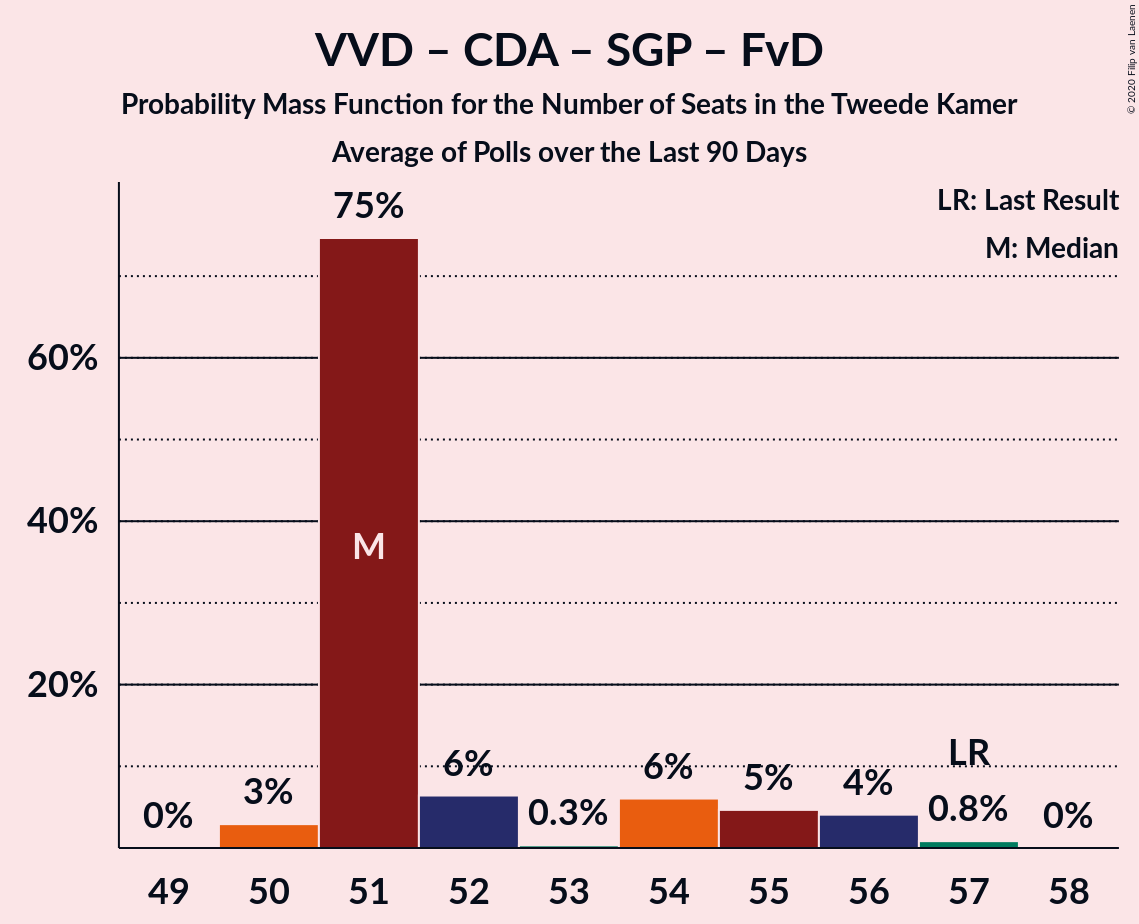 VVD – CDA – SGP – FvD
Probability Mass Function for the Number of Seats in the Tweede Kamer
Average of Polls over the Last 90 Days
© 2020 Filip van Laenen
LR: Last Result
M: Median
75%
60%
40%
20%
M
0%
3%
6%
0.3%
6%
5%
4%
LR
0.8%
0%
49 50 51 52 53 54 55 56 57 58